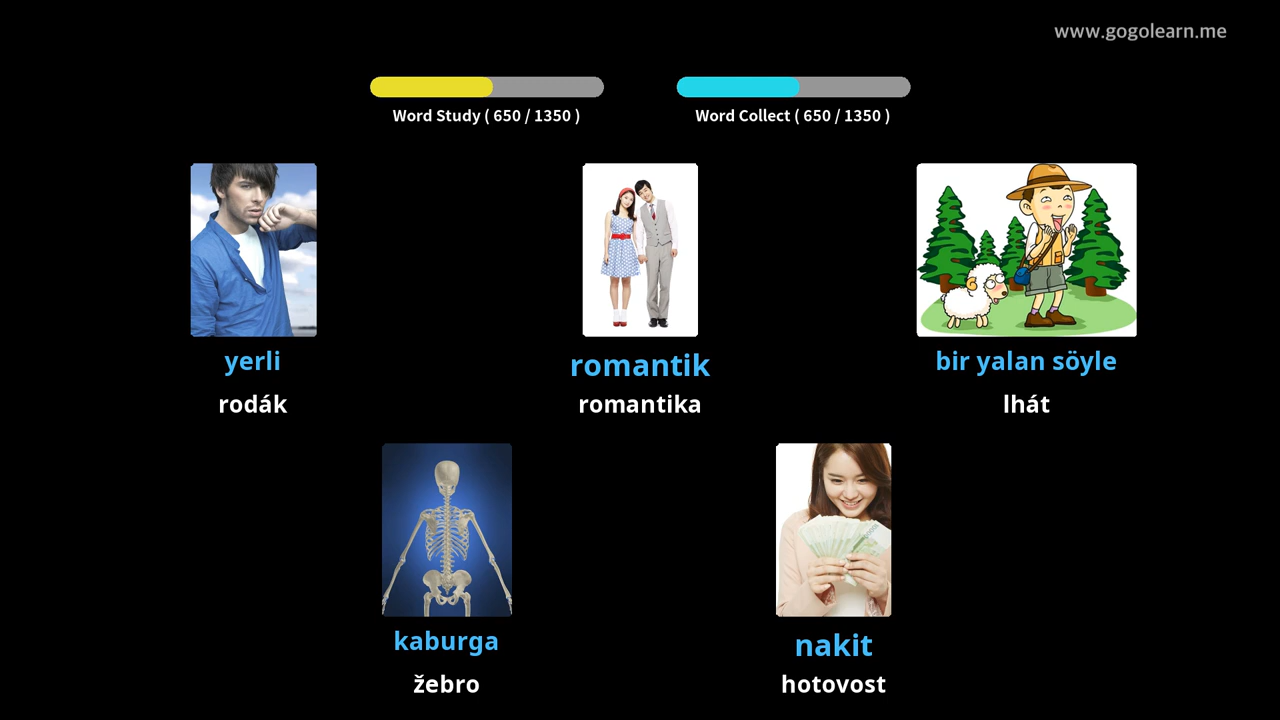 www.gogolearn.me
Word Study ( 650 / 1350 )
Word Collect ( 650 / 1350 )
yerli
romantik
bir yalan söyle
rodák
romantika
lhát
kaburga
nakit
žebro
hotovost